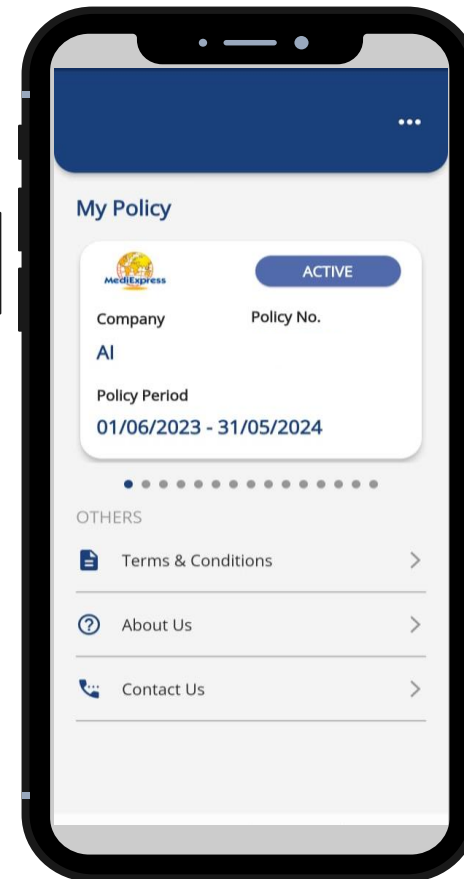 My Policy
MediExpress
ACTIVE
Company Policy No.
AI
Policy Period
01/06/2023 - 31/05/2024
OTHERS
Terms & Conditions
About Us
Contact Us